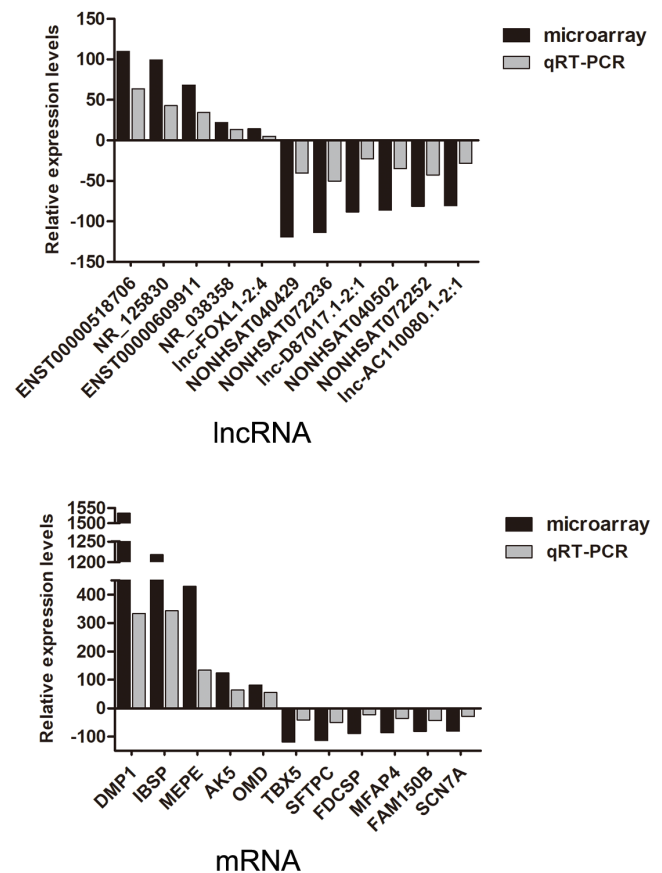 microarray
qRT-PCR
Relative expression levels
150
100
50
0
-50
-100
-150
ENST00000518706
NR_125830
ENST00000609911
NR_038358
lnc-FOXL1-2:4
NONHSAT040429
NONHSAT072236
lnc-D87017.1-2:1
NONHSAT040502
NONHSAT072252
lnc-AC110080.1-2:1
lncRNA
microarray
qRT-PCR
Relative expression levels
1550
1500
1250
1200
400
300
200
100
0
-100
DMP1
IBSP
MEPE
AK5
OMD
TBX5
SFTPC
FDCSP
MFAP4
FAM150B
SCN7A
mRNA